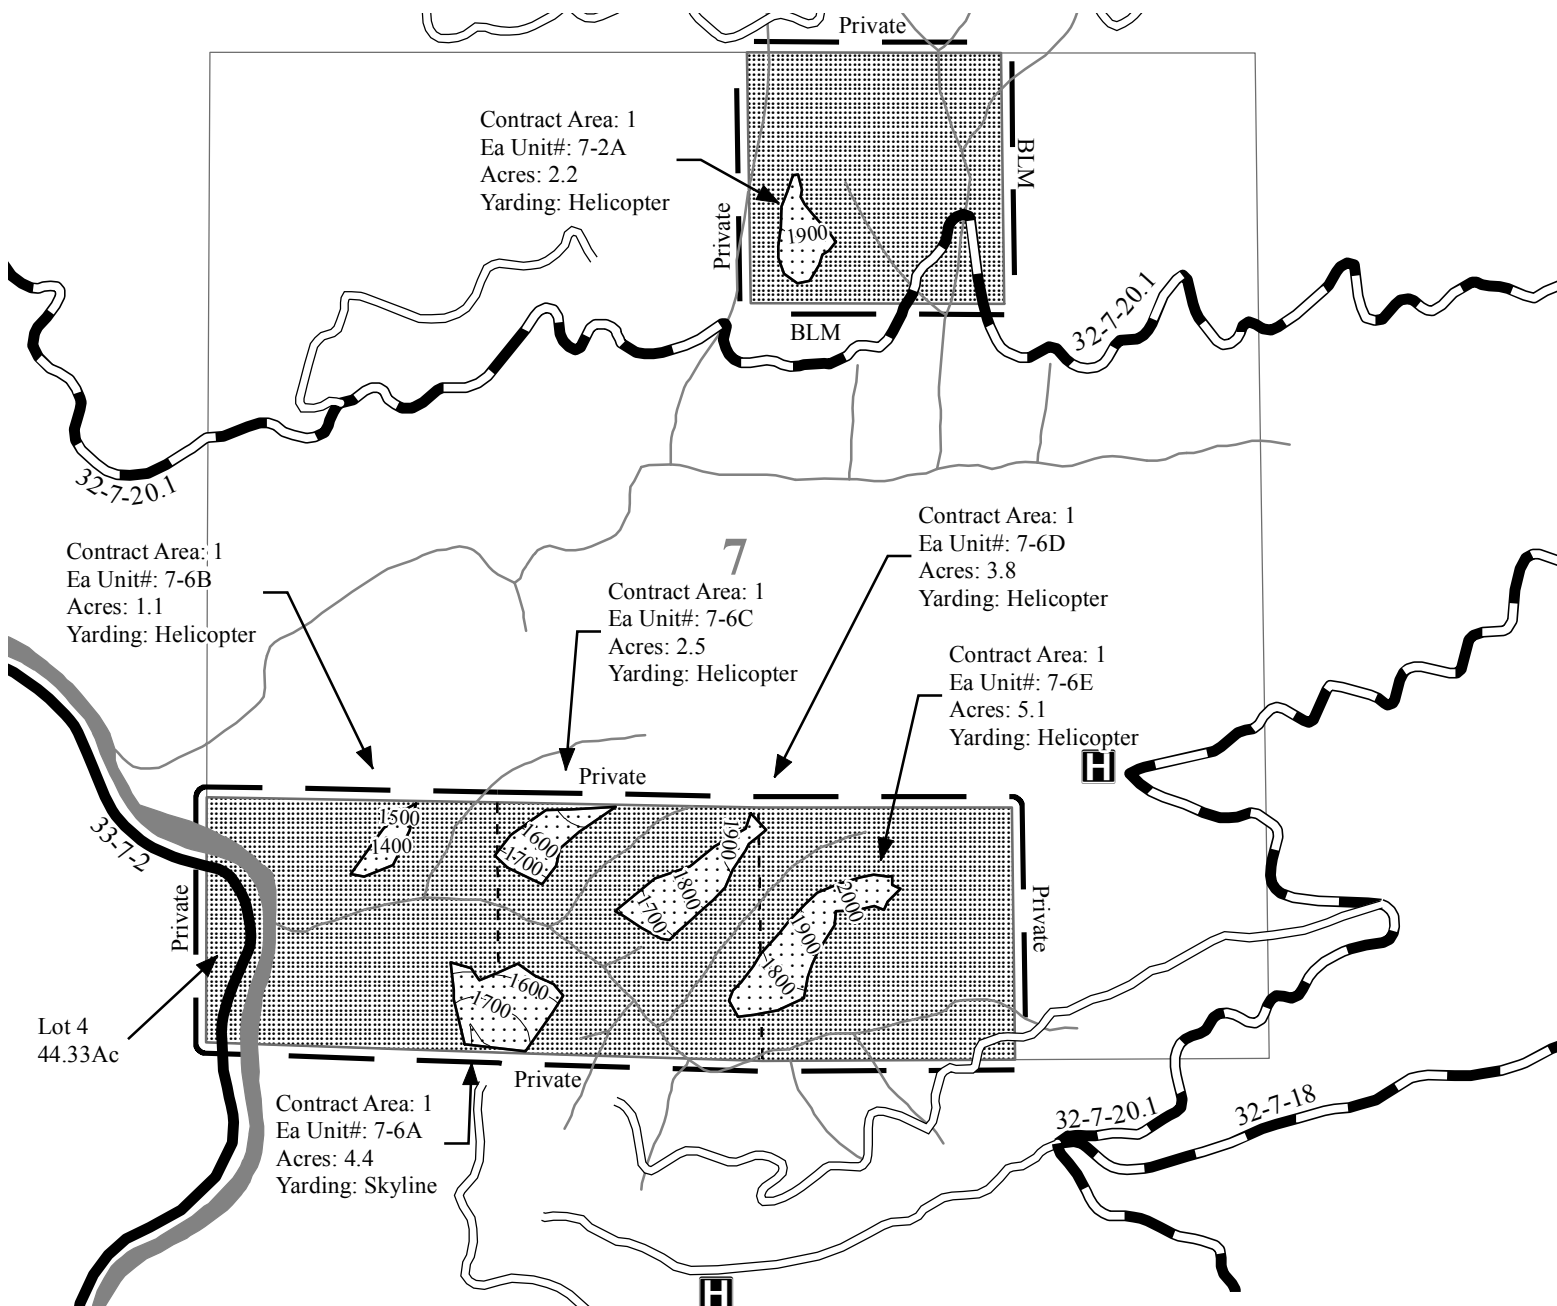 Private
Contract Area: 1
Ea Unit#: 7-2A
Acres: 2.2
Yarding: Helicopter
BLM
Private
1900
BLM
32-7-20.1
32-7-20.1
Contract Area: 1
Ea Unit#: 7-6B
Acres: 1.1
Yarding: Helicopter
7
Contract Area: 1
Ea Unit#: 7-6C
Acres: 2.5
Yarding: Helicopter
Contract Area: 1
Ea Unit#: 7-6D
Acres: 3.8
Yarding: Helicopter
Contract Area: 1
Ea Unit#: 7-6E
Acres: 5.1
Yarding: Helicopter
H
Private
33-7-2
1500
1400
1600
1700
1900
1800
1700
2000
1900
1800
Private
Private
1600
1700
Lot 4
44.33Ac
Private
Contract Area: 1
Ea Unit#: 7-6A
Acres: 4.4
Yarding: Skyline
32-7-20.1
32-7-18
H